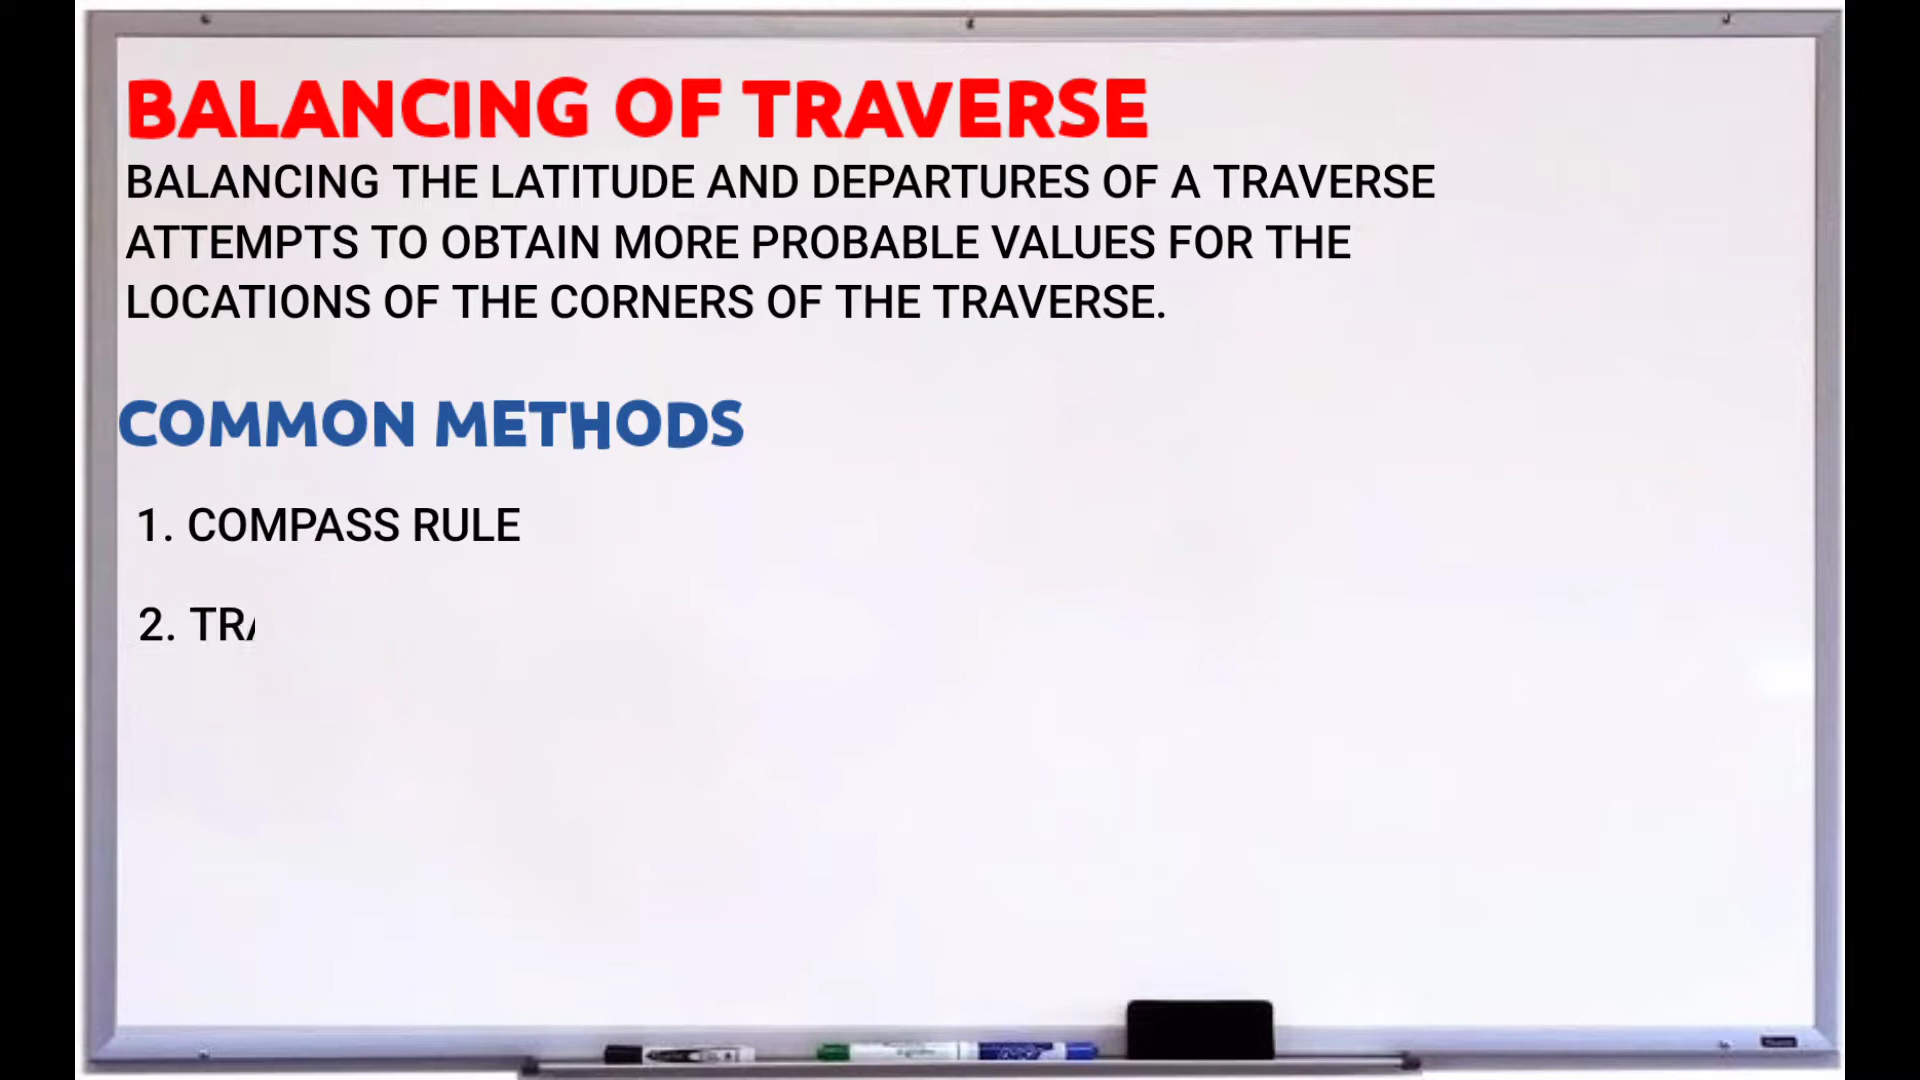 BALANCING OF TRAVERSE
BALANCING THE LATITUDE AND DEPARTURES OF A TRAVERSE
ATTEMPTS TO OBTAIN MORE PROBABLE VALUES FOR THE
LOCATIONS OF THE CORNERS OF THE TRAVERSE.
COMMON METHODS
1. COMPASS RULE
2. TRA